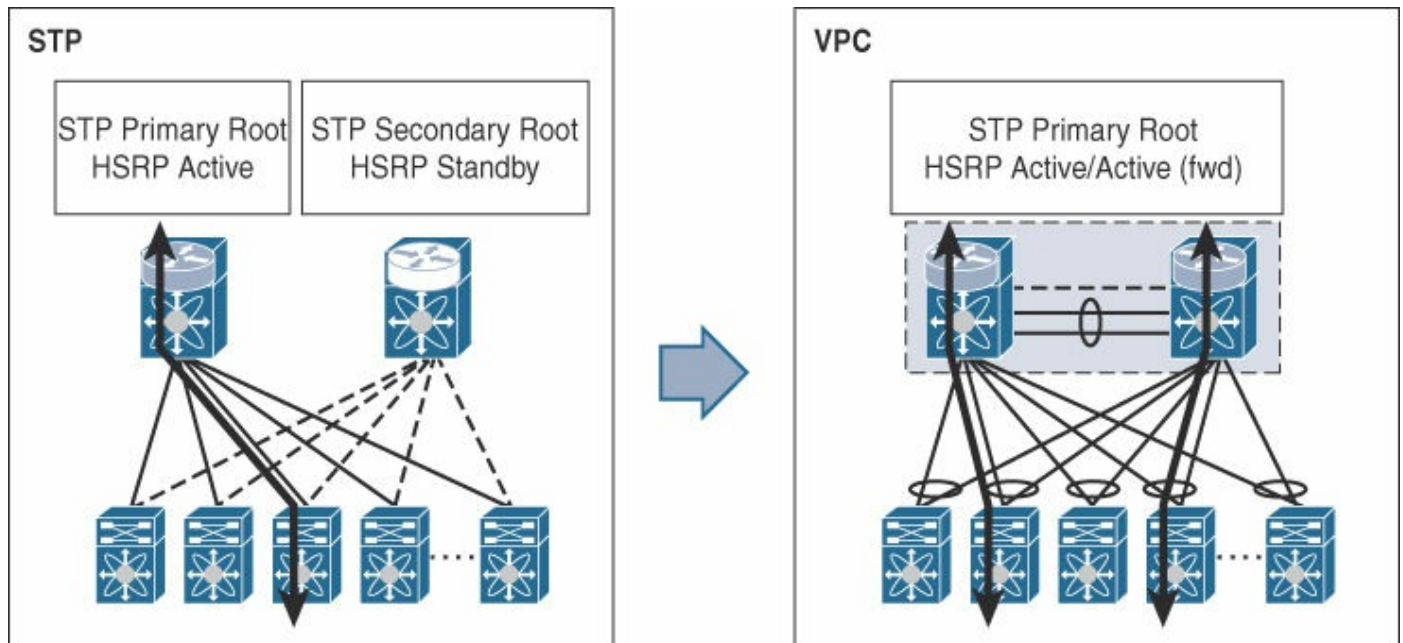 STP
STP Primary Root
HSRP Active
STP Secondary Root
HSRP Standby
VPC
STP Primary Root
HSRP Active/Active (fwd)